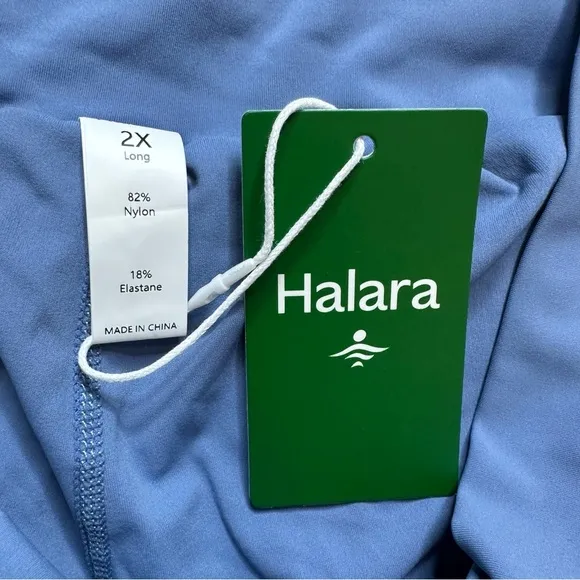 2X
Long
82%
Nylon
18%
Elastane
MADE IN CHINA
Halara